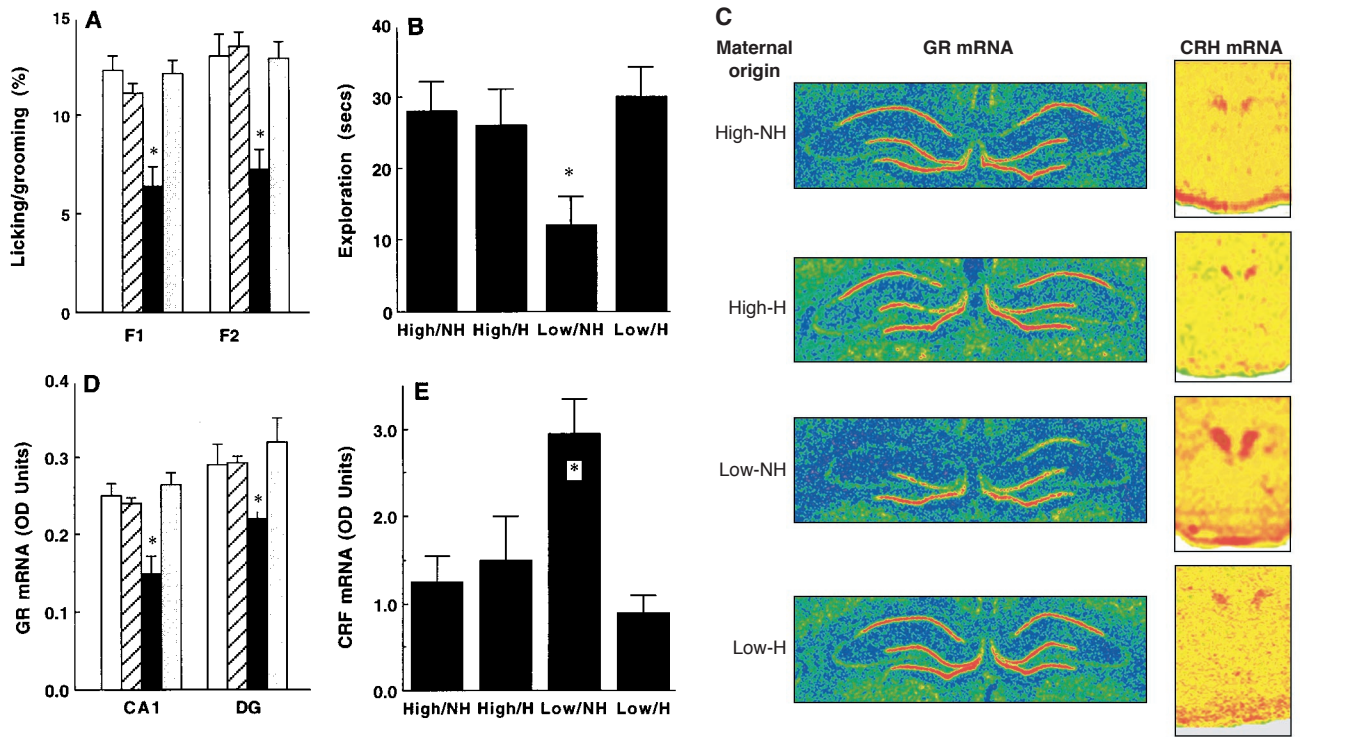 A
Licking/grooming (%)
15
10
5
0
F1 F2
*
*
B
Exploration (secs)
40
30
20
10
0
*
High/NH High/H Low/NH Low/H
C
Maternal
origin
GR mRNA
CRH mRNA
High-NH
High-H
Low-NH
Low-H
D
GR mRNA (OD Units)
0.4
0.3
0.2
0.1
0.0
*
*
CA1 DG
E
CRF mRNA (OD Units)
3.0
2.0
1.0
0.0
*
High/NH High/H Low/NH Low/H